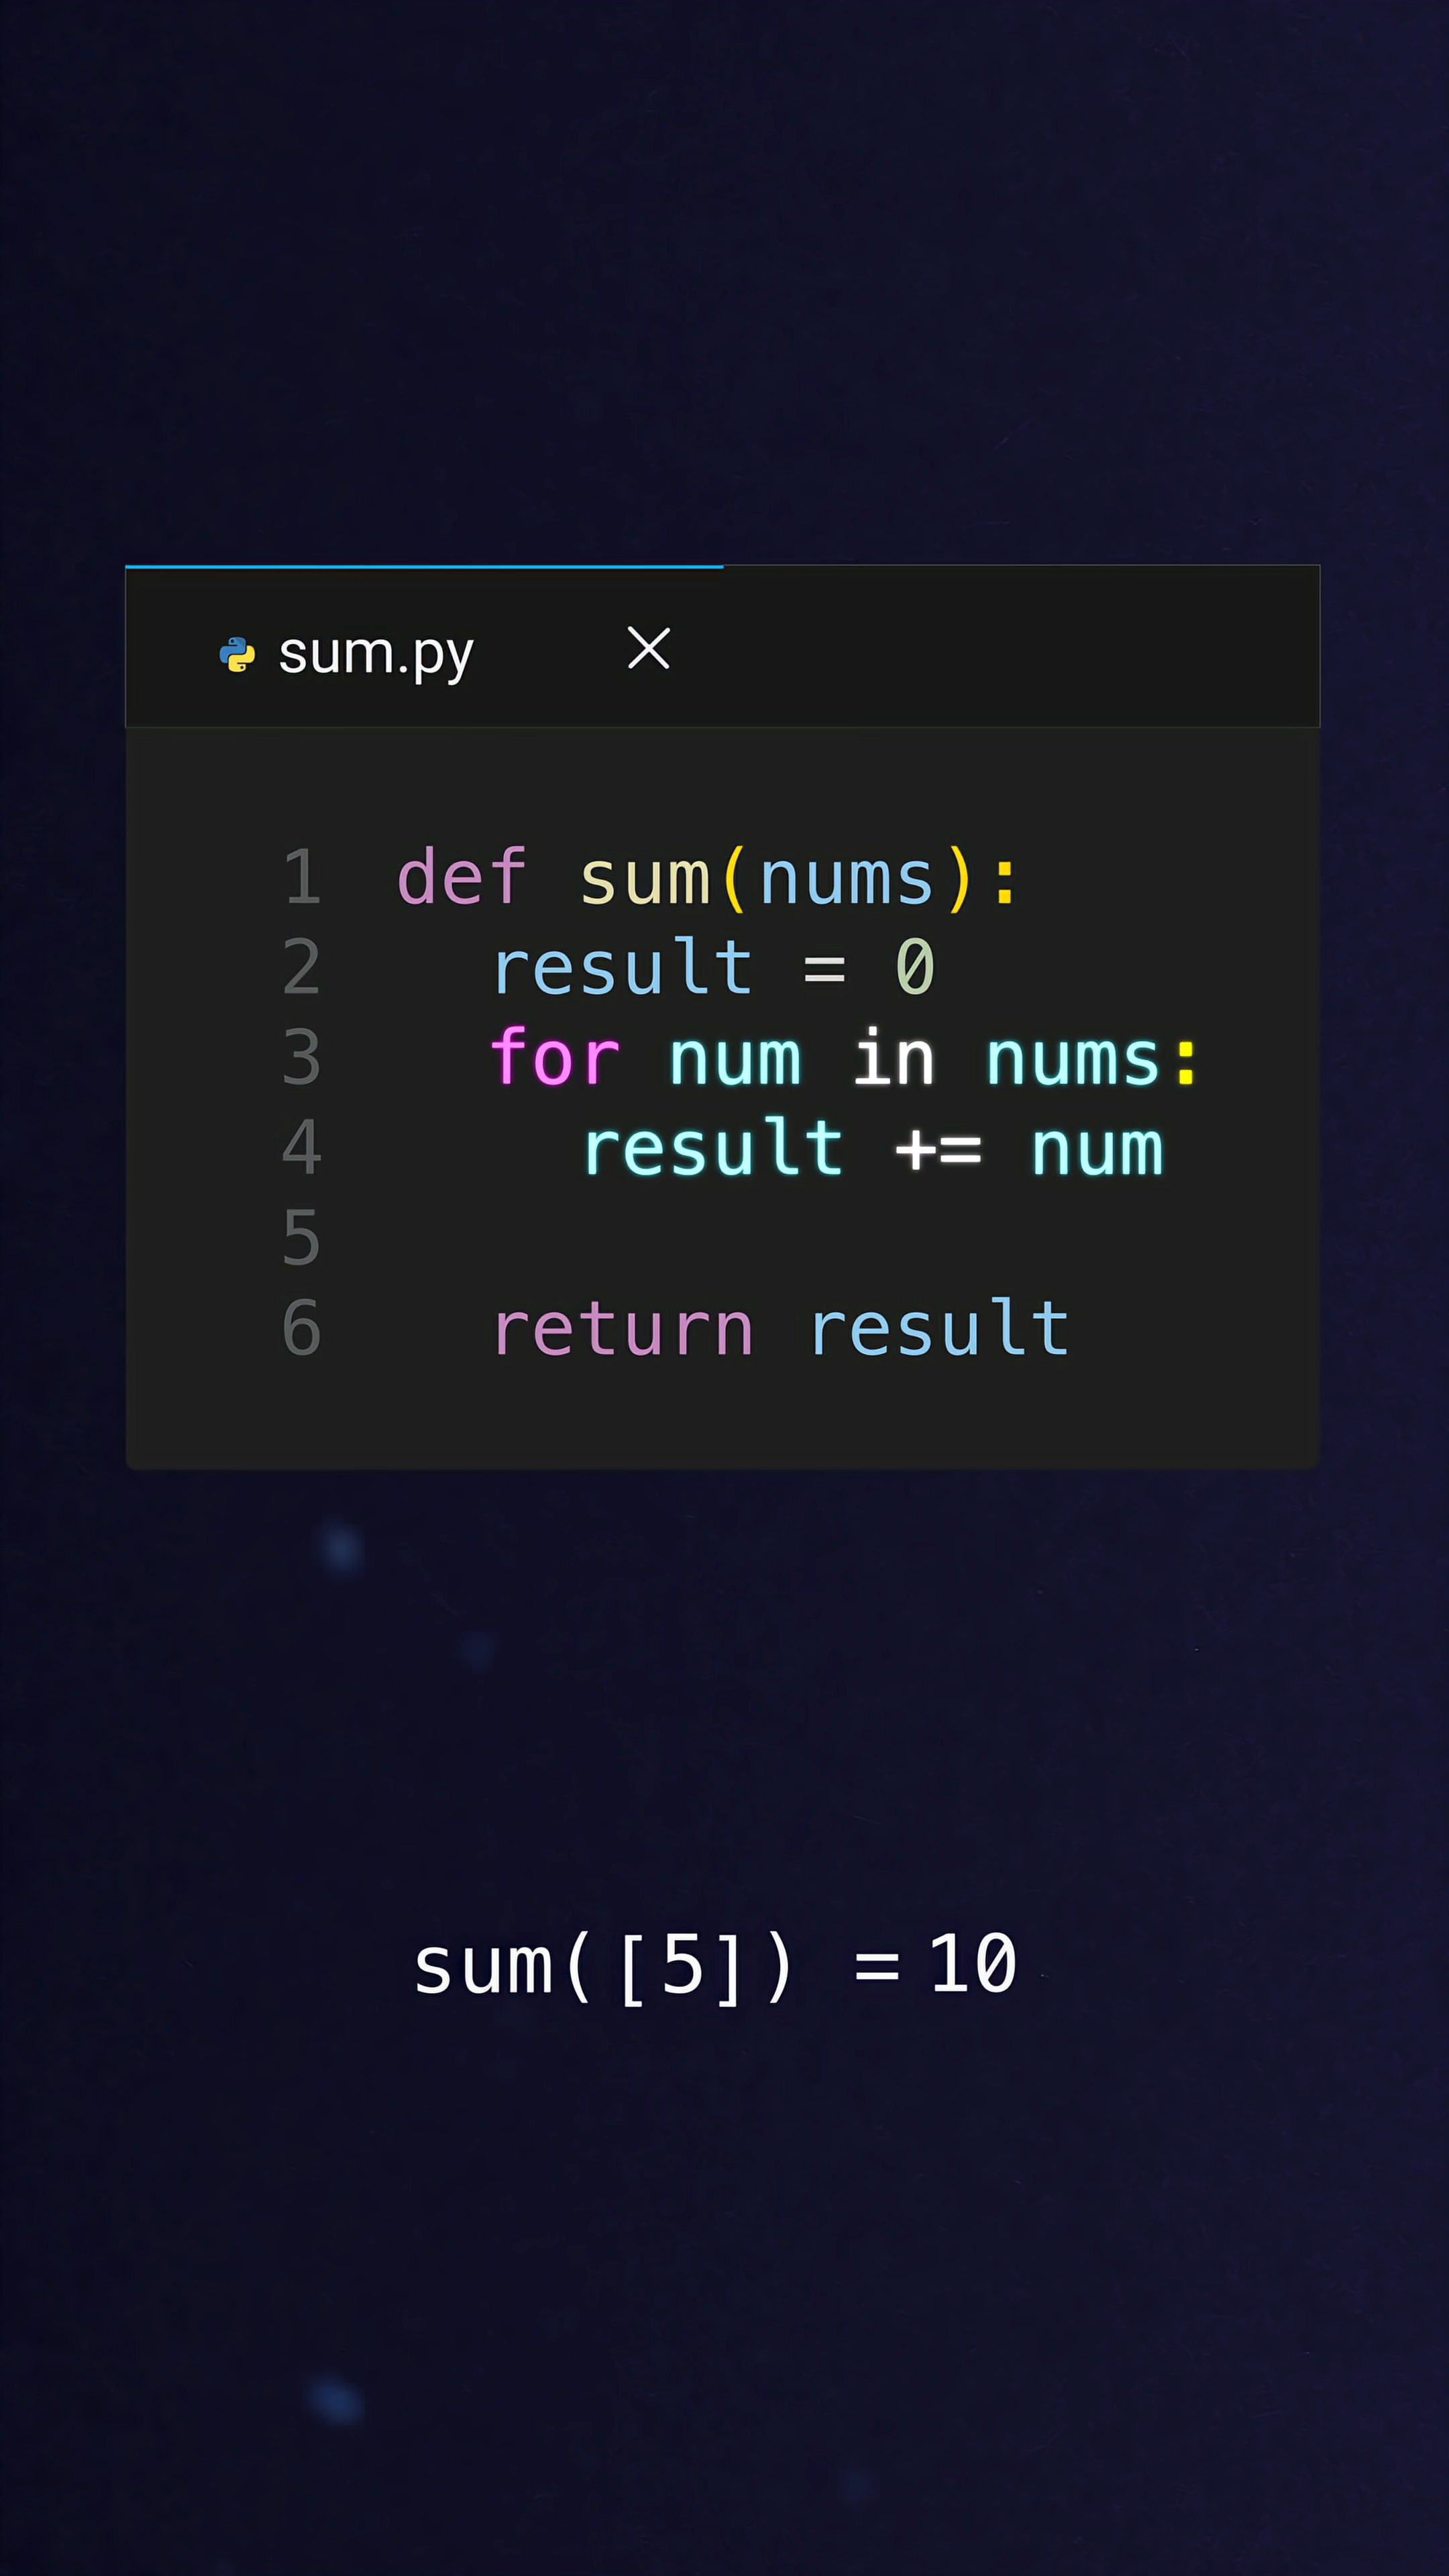 sum.py
1 def sum(nums):
2   result = 0
3   for num in nums:
4     result += num
5
6   return result
sum([5]) = 10